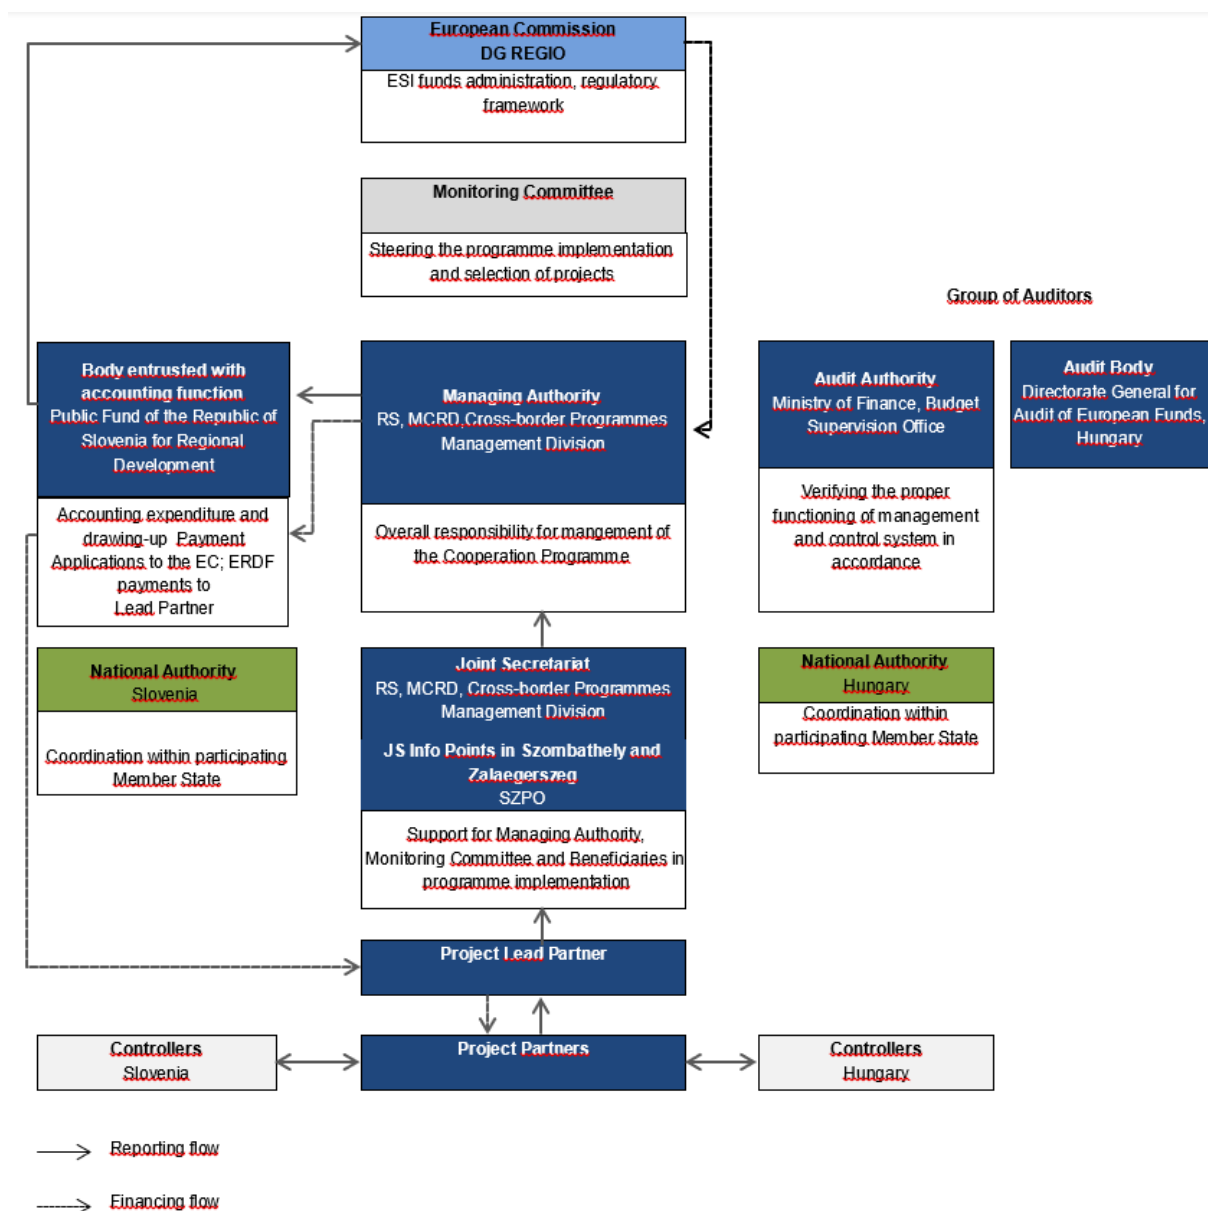 European Commission
DG REGIO
ESI funds administration, regulatory
framework
Monitoring Committee
Steering the programme implementation
and selection of projects
Group of Auditors
Body entrusted with
accounting function
Public Fund of the Republic of
Slovenia for Regional
Development
Accounting expenditure and
drawing-up Payment
Applications to the EC; ERDF
payments to
Lead Partner
Managing Authority
RS, MCRD,Cross-border Programmes
Management Division
Overall responsibility for mangement of
the Cooperation Programme
Audit Authority
Ministry of Finance, Budget
Supervision Office
Verifying the proper
functioning of management
and control system in
accordance
Audit Body
Directorate General for
Audit of European Funds,
Hungary
National Authority
Slovenia
Coordination within participating
Member State
Joint Secretariat
RS, MCRD, Cross-border Programmes
Management Division
JS Info Points in Szombathely and
Zalaegerszeg
SZPO
Support for Managing Authority,
Monitoring Committee and Beneficiaries in
programme implementation
National Authority
Hungary
Coordination within
participating Member State
Project Lead Partner
Controllers
Slovenia
Project Partners
Controllers
Hungary
Reporting flow
Financing flow